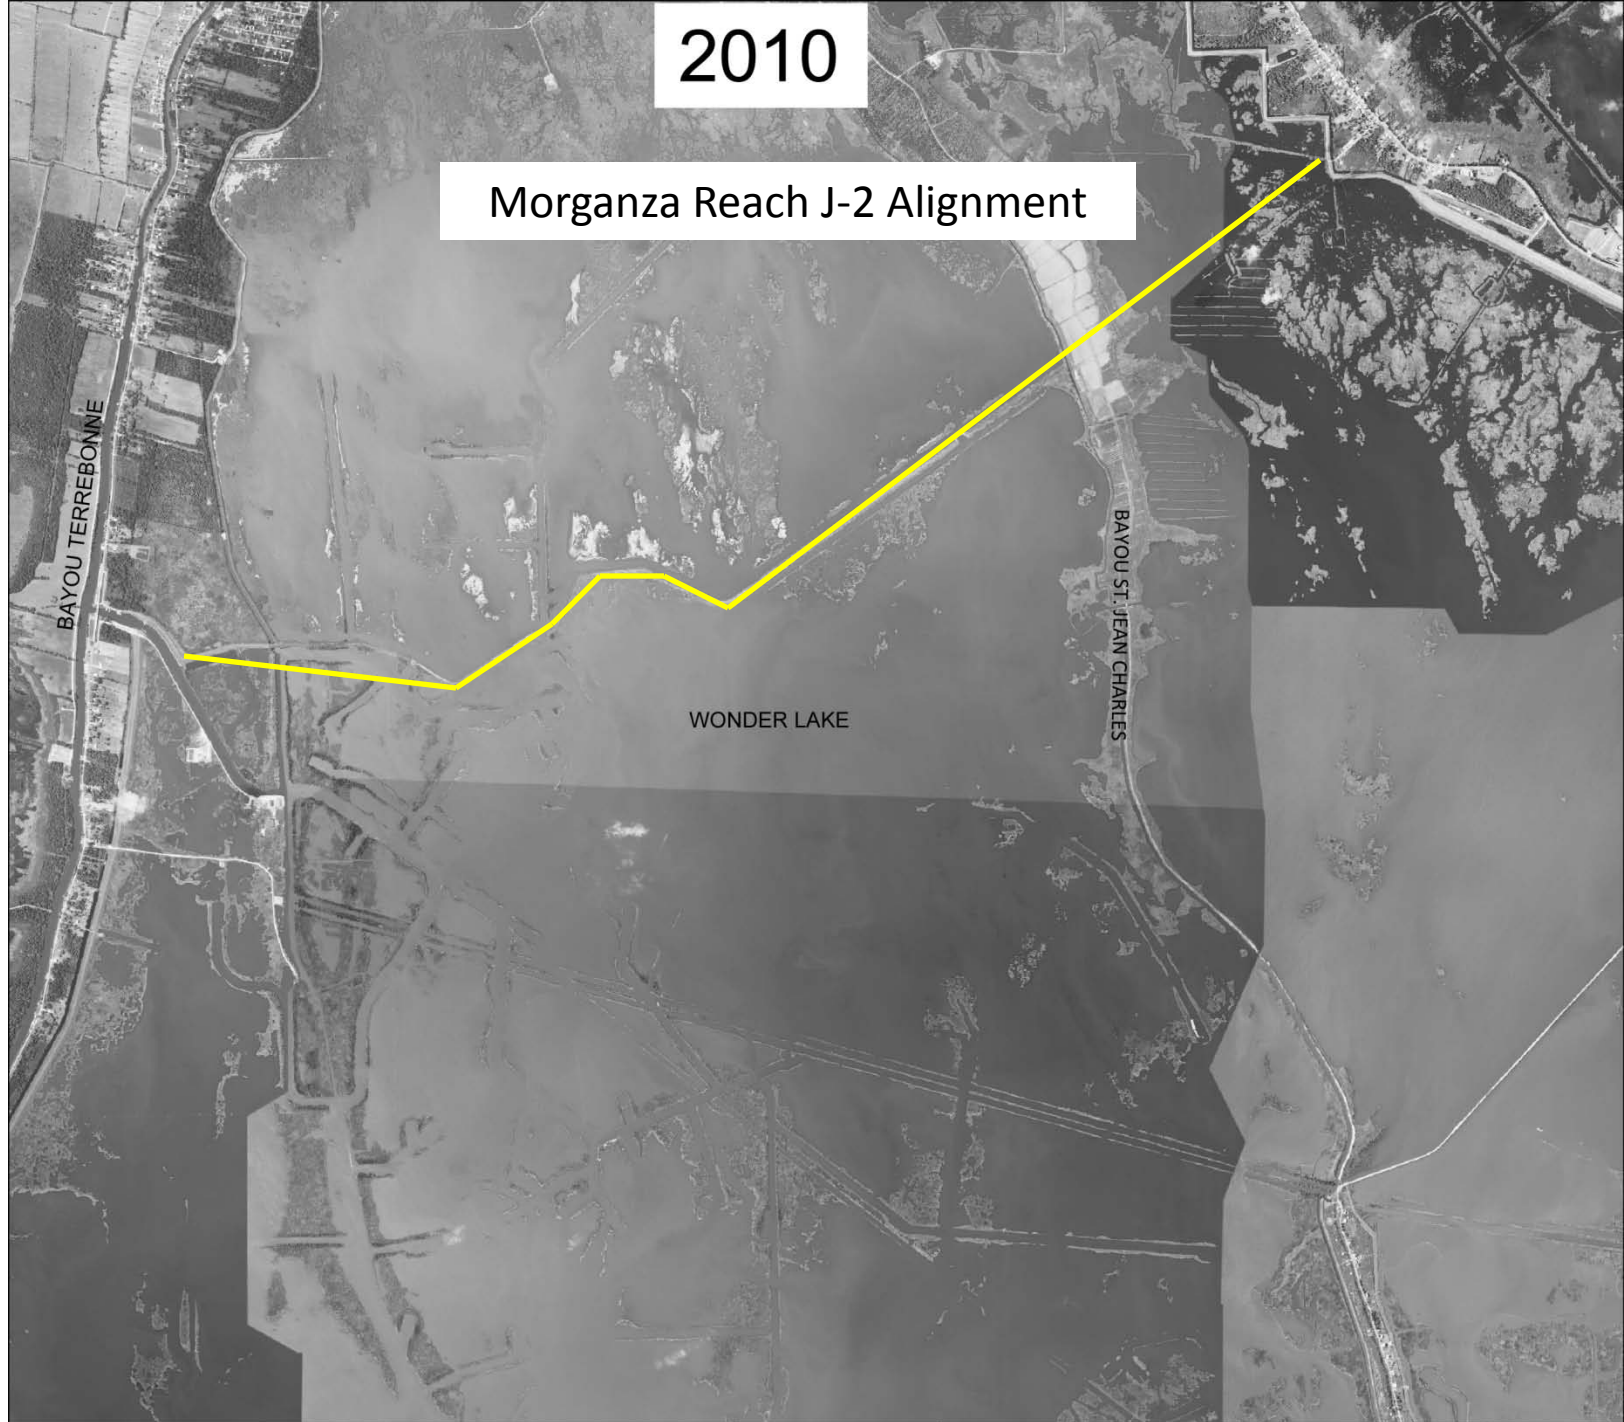 2010
Morganza Reach J-2 Alignment
BAYOU TERREBONNE
BAYOU ST. JEAN CHARLES
WONDER LAKE